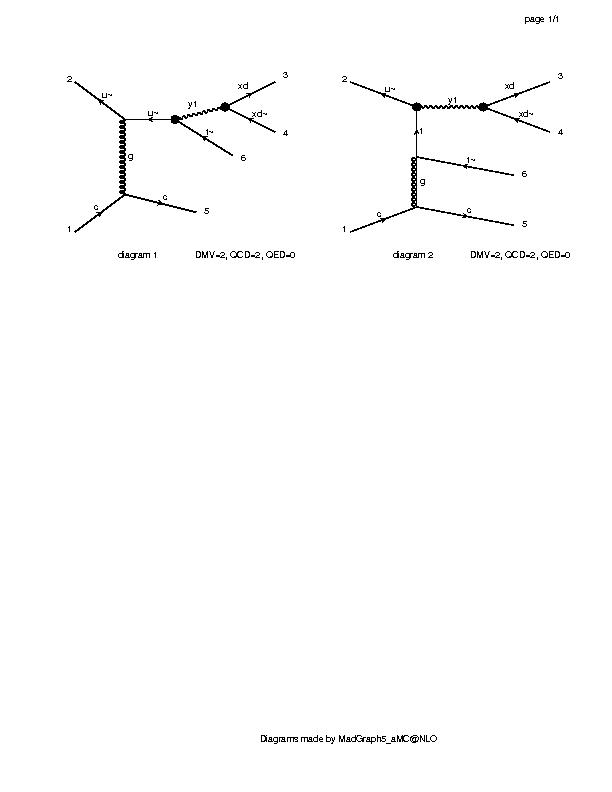 page 1/1
2
u~
u~
y1
xd
3
xd~
4
t~
6
g
c
c
5
1
diagram 1
DMV=2, QCD=2, QED=0
2
u~
y1
xd
3
xd~
4
t
t~
6
g
c
c
5
1
diagram 2
DMV=2, QCD=2, QED=0
Diagrams made by MadGraph5_aMC@NLO